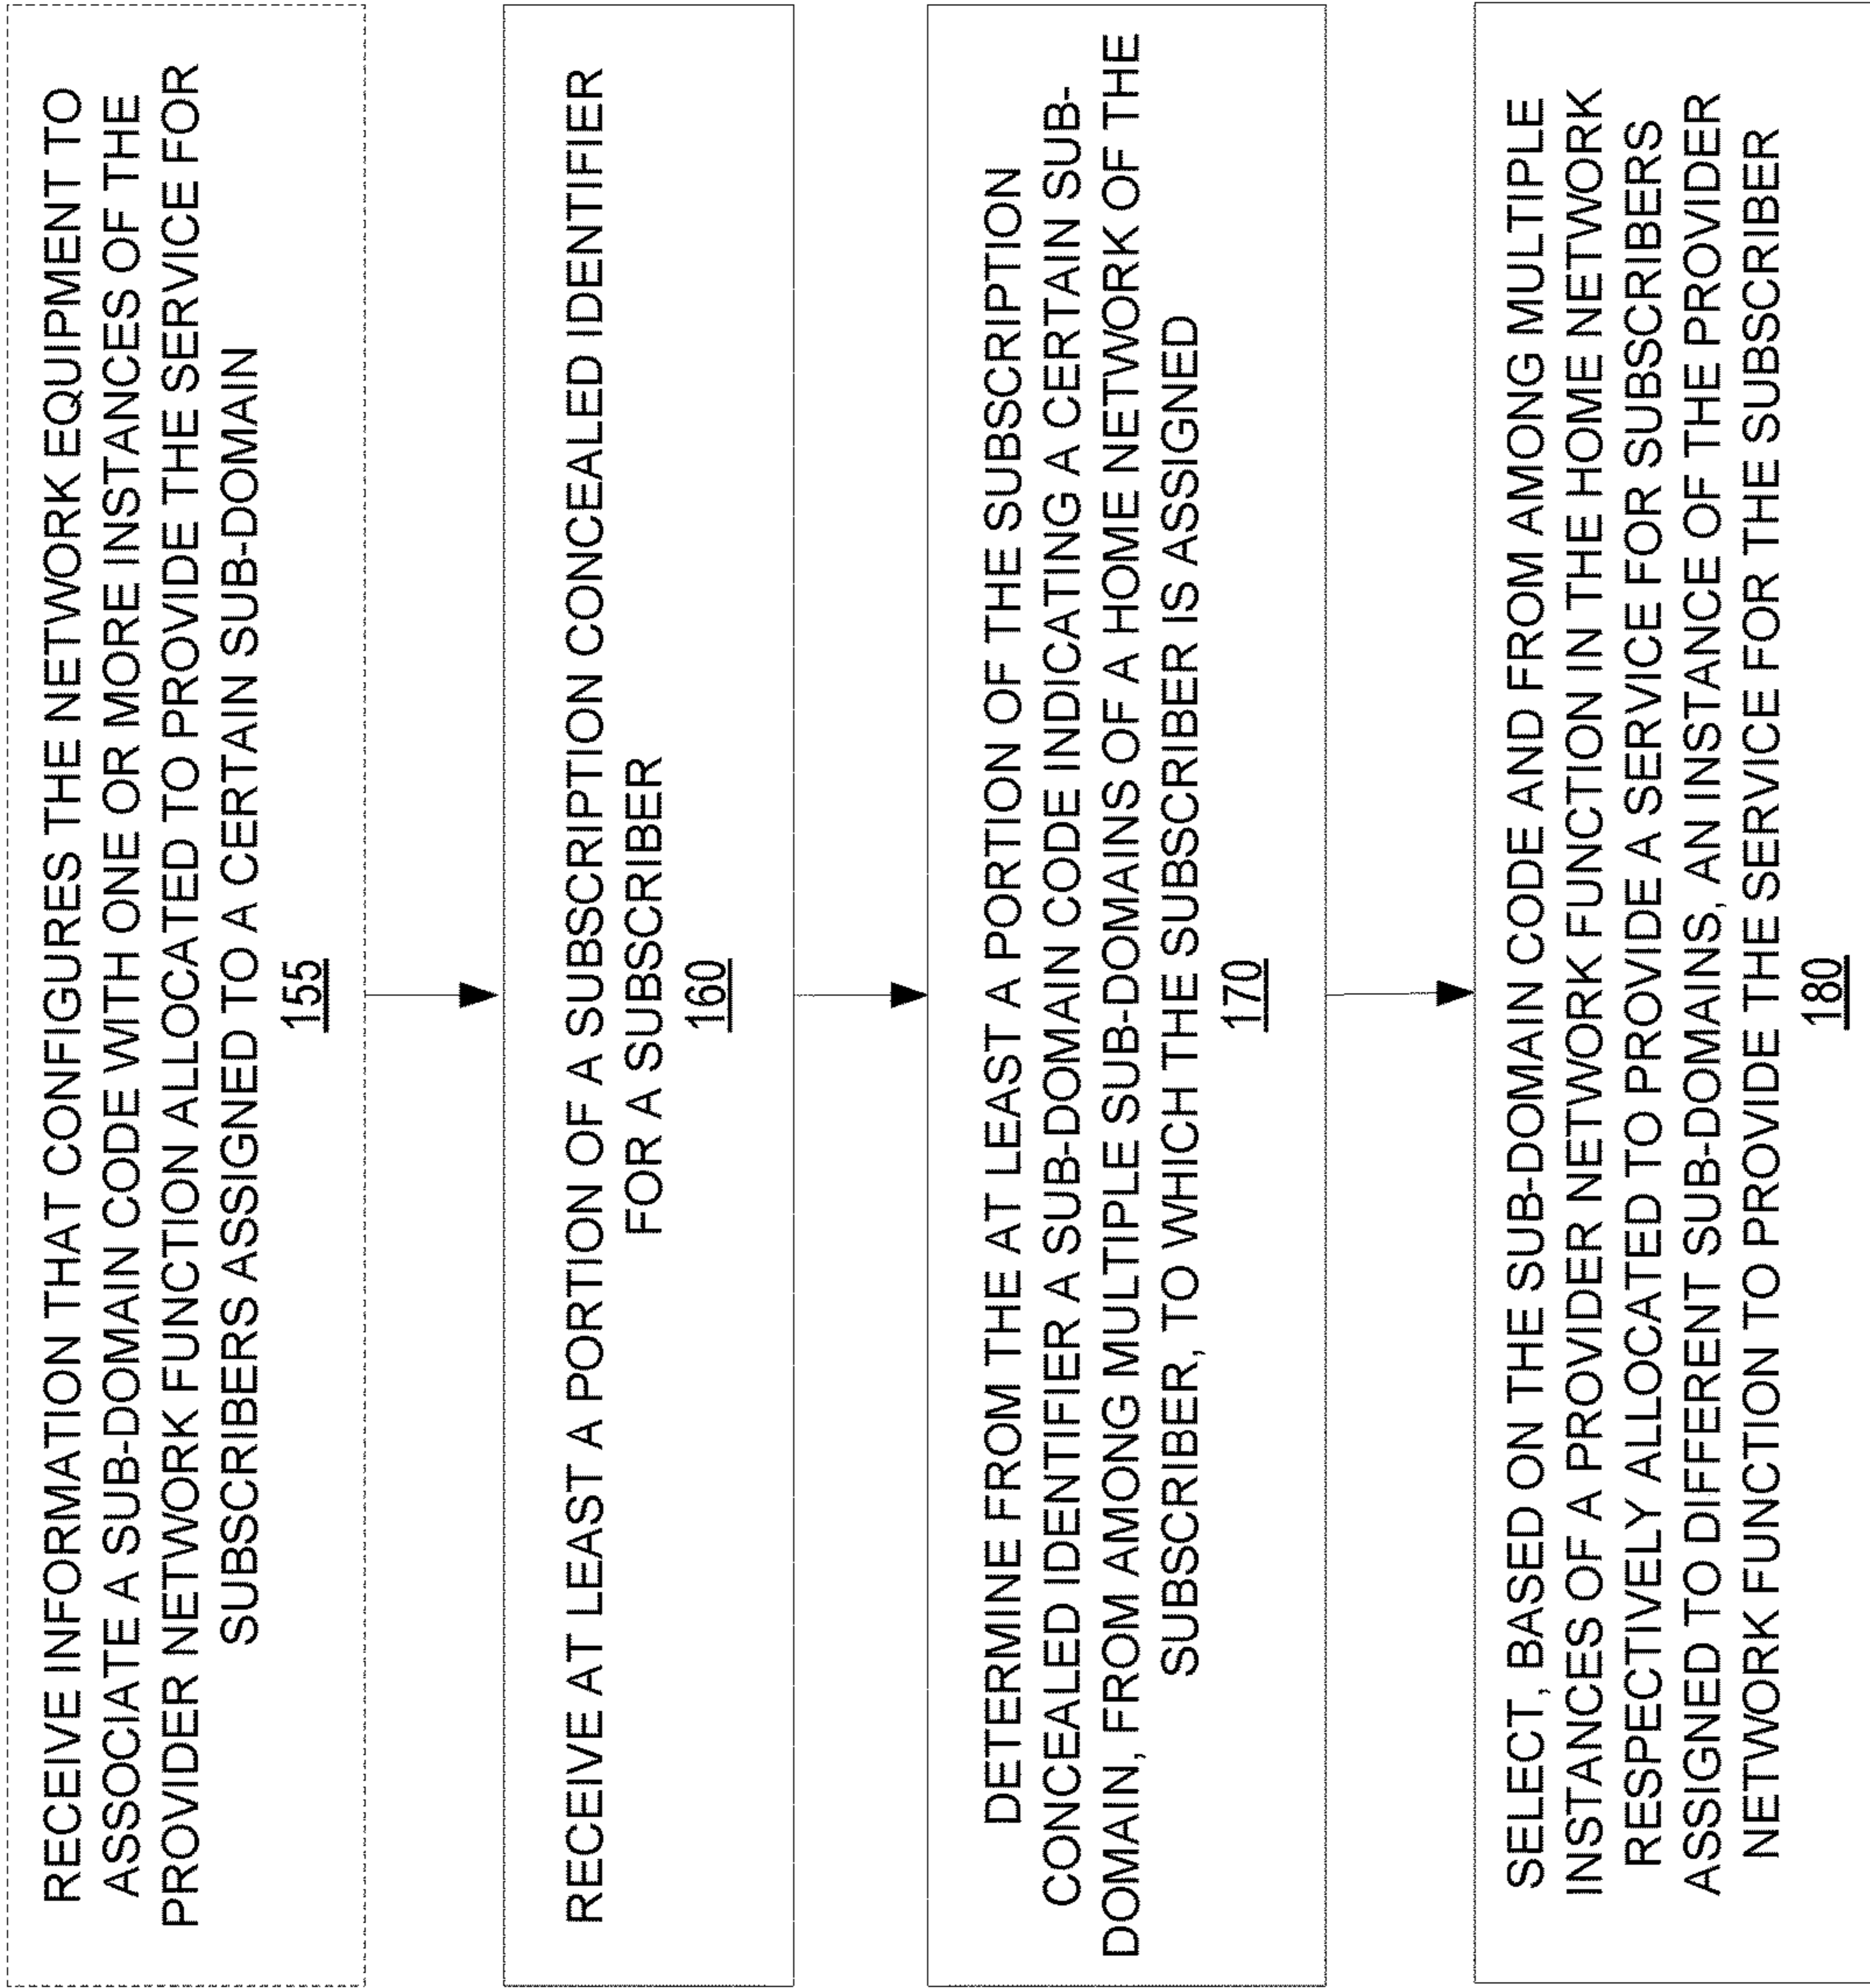 RECEIVE INFORMATION THAT CONFIGURES THE NETWORK EQUIPMENT TO
ASSOCIATE A SUB-DOMAIN CODE WITH ONE OR MORE INSTANCES OF THE
PROVIDER NETWORK FUNCTION ALLOCATED TO PROVIDE THE SERVICE FOR
SUBSCRIBERS ASSIGNED TO A CERTAIN SUB-DOMAIN
155
RECEIVE AT LEAST A PORTION OF A SUBSCRIPTION CONCEALED IDENTIFIER
FOR A SUBSCRIBER
160
DETERMINE FROM THE AT LEAST A PORTION OF THE SUBSCRIPTION
CONCEALED IDENTIFIER A SUB-DOMAIN CODE INDICATING A CERTAIN SUB-
DOMAIN, FROM AMONG MULTIPLE SUB-DOMAINS OF A HOME NETWORK OF THE
SUBSCRIBER, TO WHICH THE SUBSCRIBER IS ASSIGNED
170
SELECT, BASED ON THE SUB-DOMAIN CODE AND FROM AMONG MULTIPLE
INSTANCES OF A PROVIDER NETWORK FUNCTION IN THE HOME NETWORK
RESPECTIVELY ALLOCATED TO PROVIDE A SERVICE FOR SUBSCRIBERS
ASSIGNED TO DIFFERENT SUB-DOMAINS, AN INSTANCE OF THE PROVIDER
NETWORK FUNCTION TO PROVIDE THE SERVICE FOR THE SUBSCRIBER
180